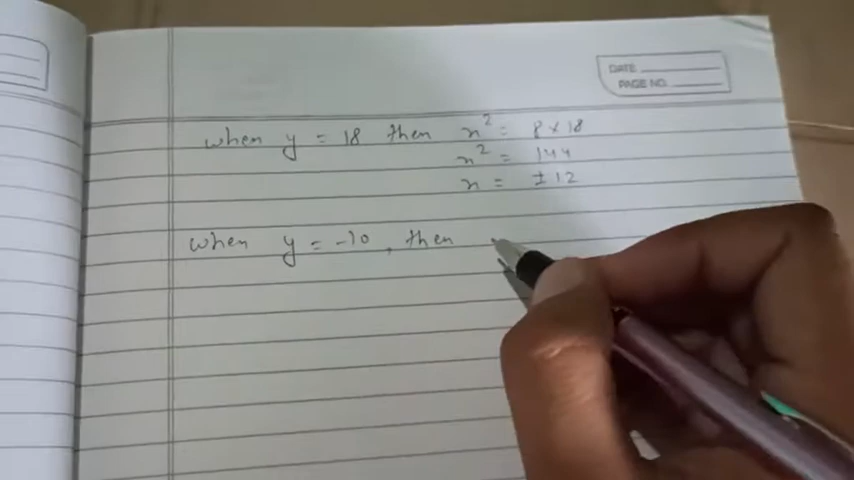 DATE
PAGE NO.
when y = 18 then x² = 8 x 18
x² = 144
x = ±12
when y = -10, then